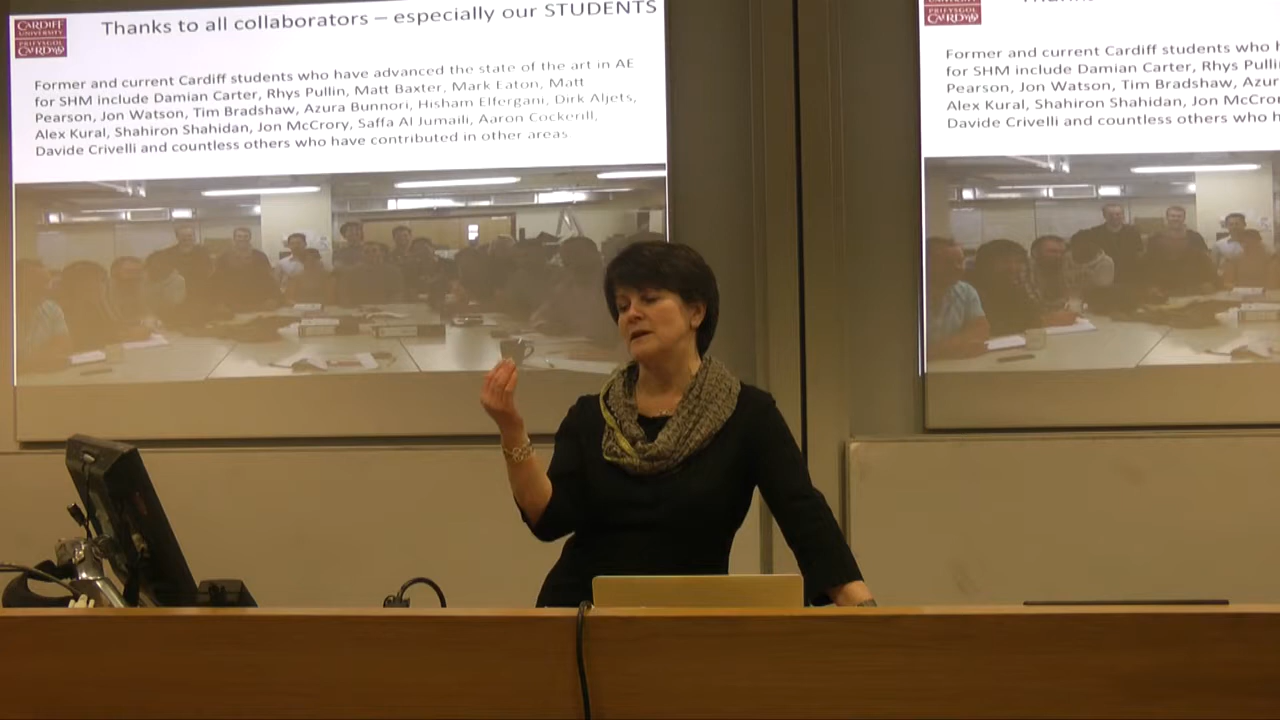 CARDIFF
UNIVERSITY
PRIFYSGOL
CAERDYDD
Thanks to all collaborators – especially our STUDENTS
Former and current Cardiff students who have advanced the state of the art in AE
for SHM include Damian Carter, Rhys Pullin, Matt Baxter, Mark Eaton, Matt
Pearson, Jon Watson, Tim Bradshaw, Azura Bunnori, Hisham Elfergani, Dirk Aljets,
Alex Kural, Shahiron Shahidan, Jon McCrory, Saffa Al Jumaili, Aaron Cockerill,
Davide Crivelli and countless others who have contributed in other areas
UNIVERSITY
PRIFYSGOL
CAERDYDD
Former and current Cardiff students who
for SHM include Damian Carter, Rhys Pulli
Pearson, Jon Watson, Tim Bradshaw, Azur
Alex Kural, Shahiron Shahidan, Jon McCro
Davide Crivelli and countless others who h